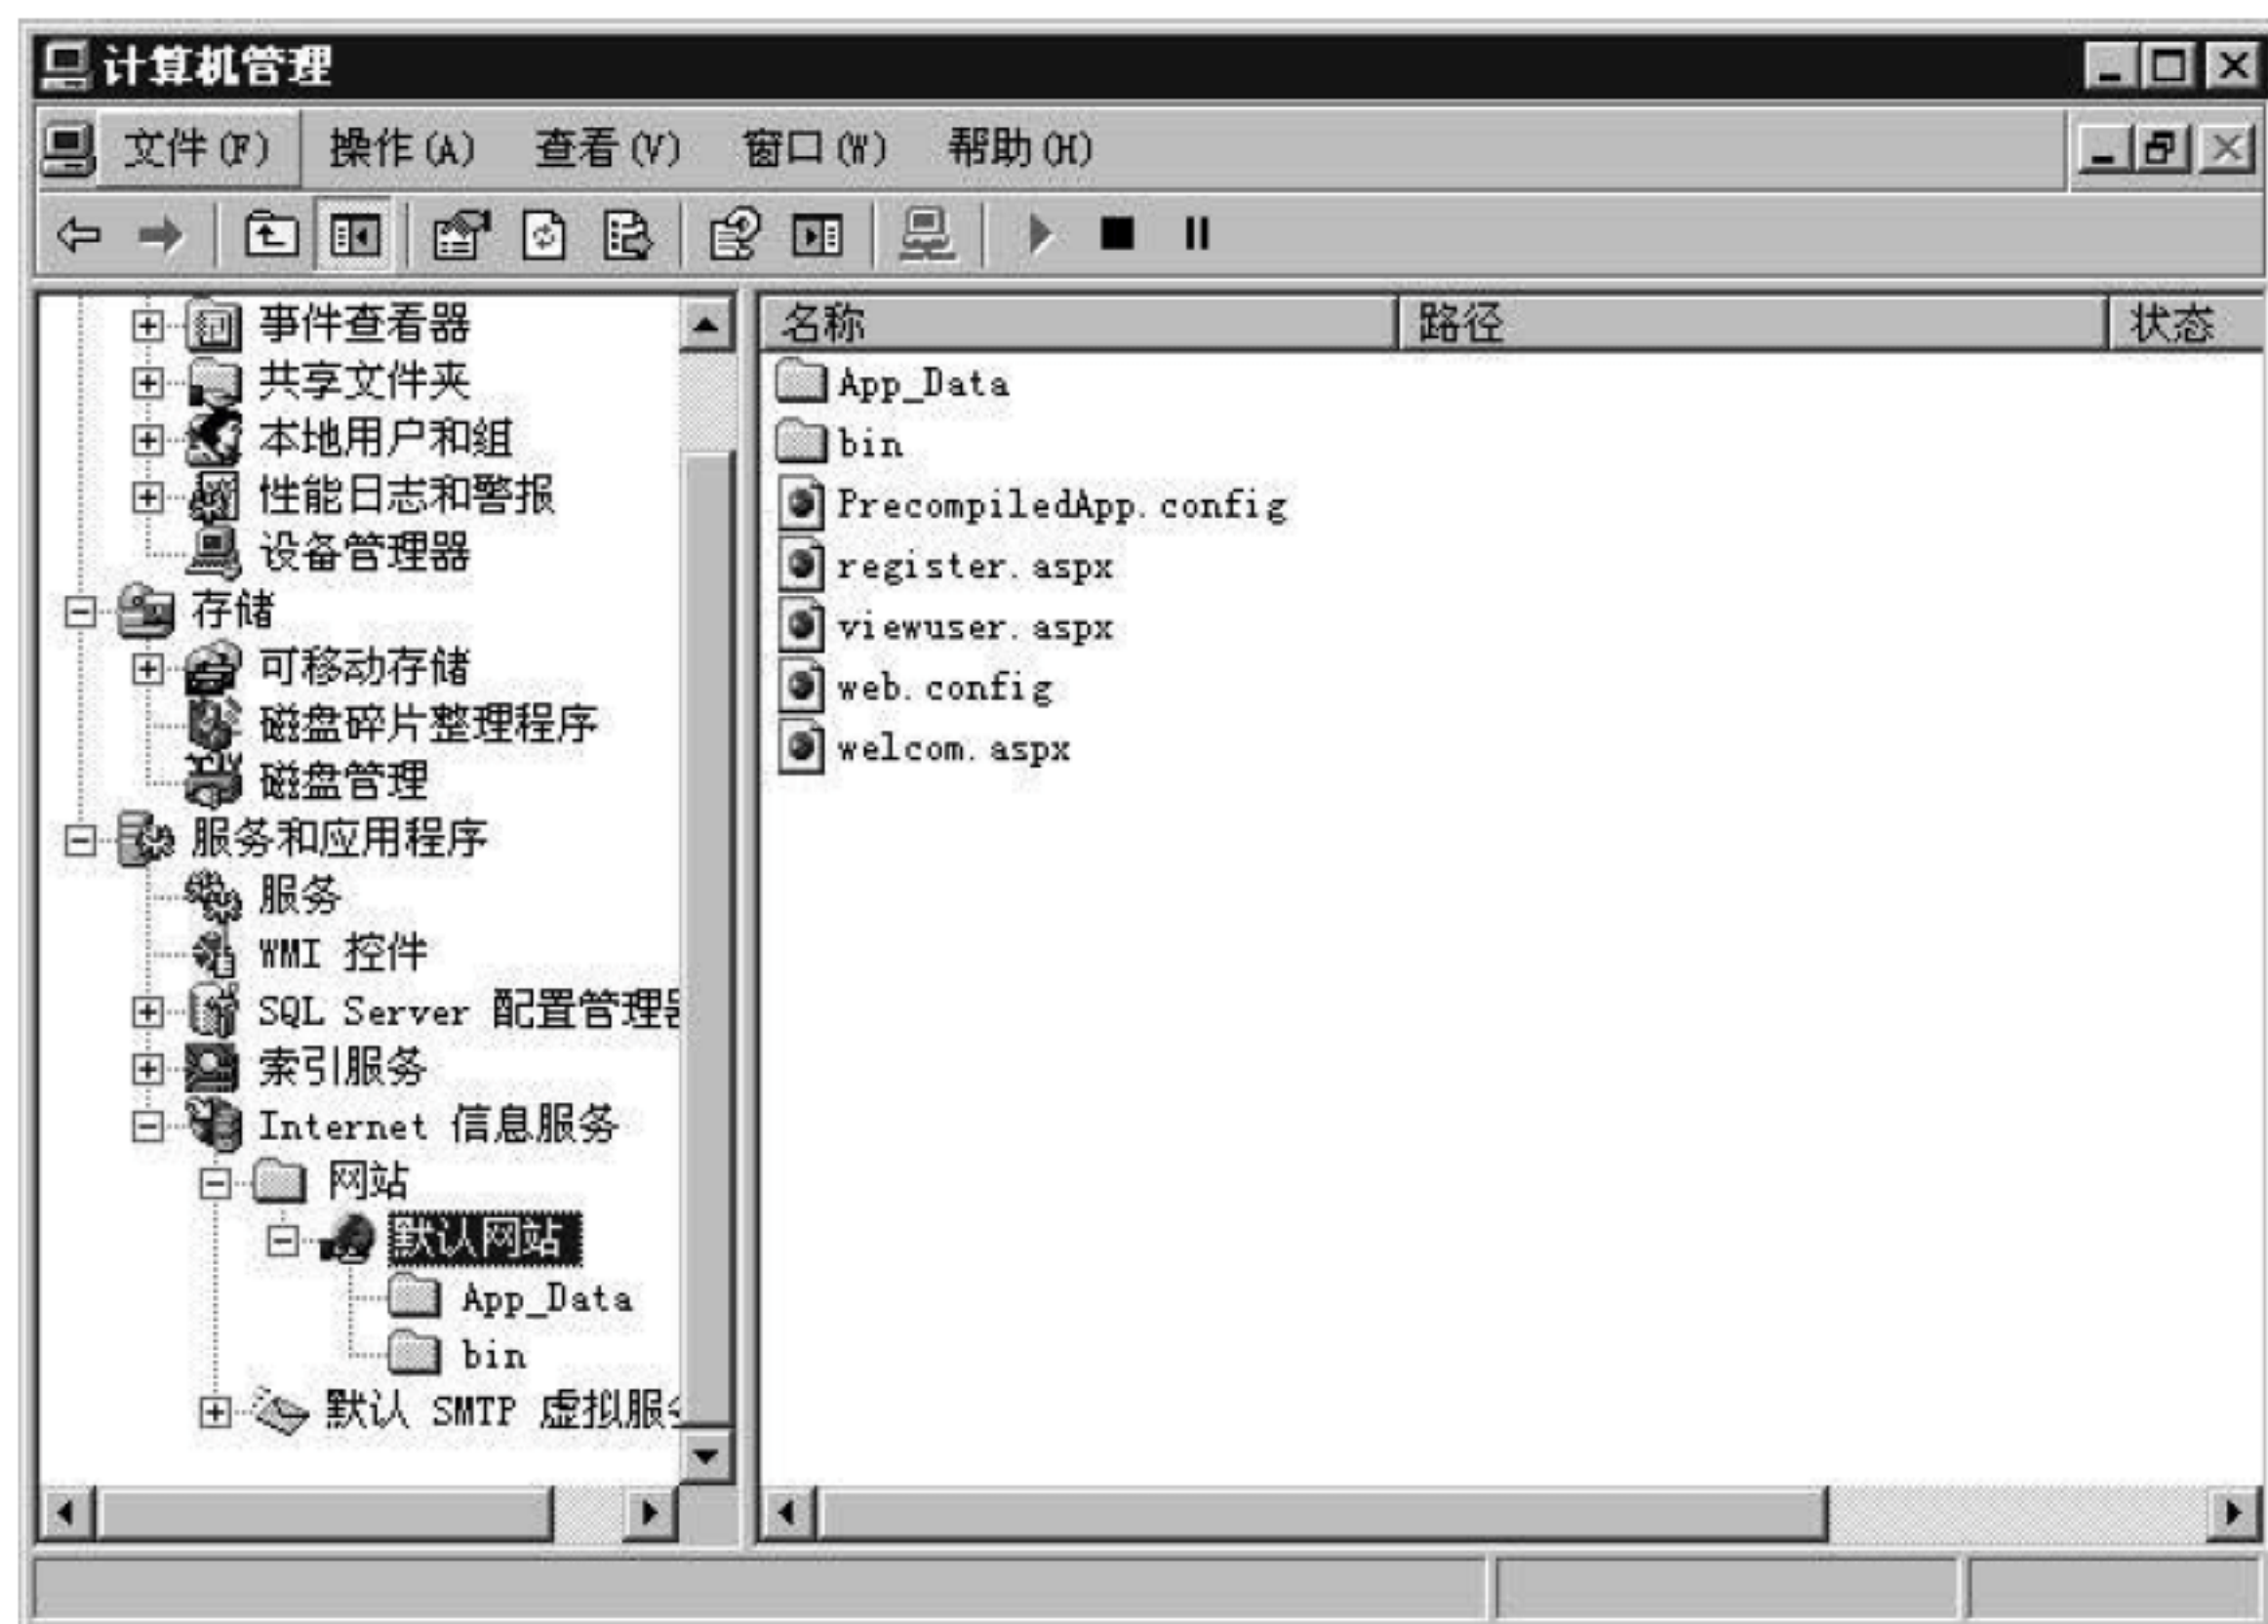 计算机管理
文件(F) 操作(A) 查看(V) 窗口(W) 帮助(H)
事件查看器
共享文件夹
本地用户和组
性能日志和警报
设备管理器
存储
可移动存储
磁盘碎片整理程序
磁盘管理
服务和应用程序
服务
WMI 控件
SQL Server 配置管理
索引服务
Internet 信息服务
网站
默认网站
App_Data
bin
默认 SMTP 虚拟服
名称 路径 状态
App_Data
bin
PrecompiledApp.config
register.aspx
viewuser.aspx
web.config
welcom.aspx